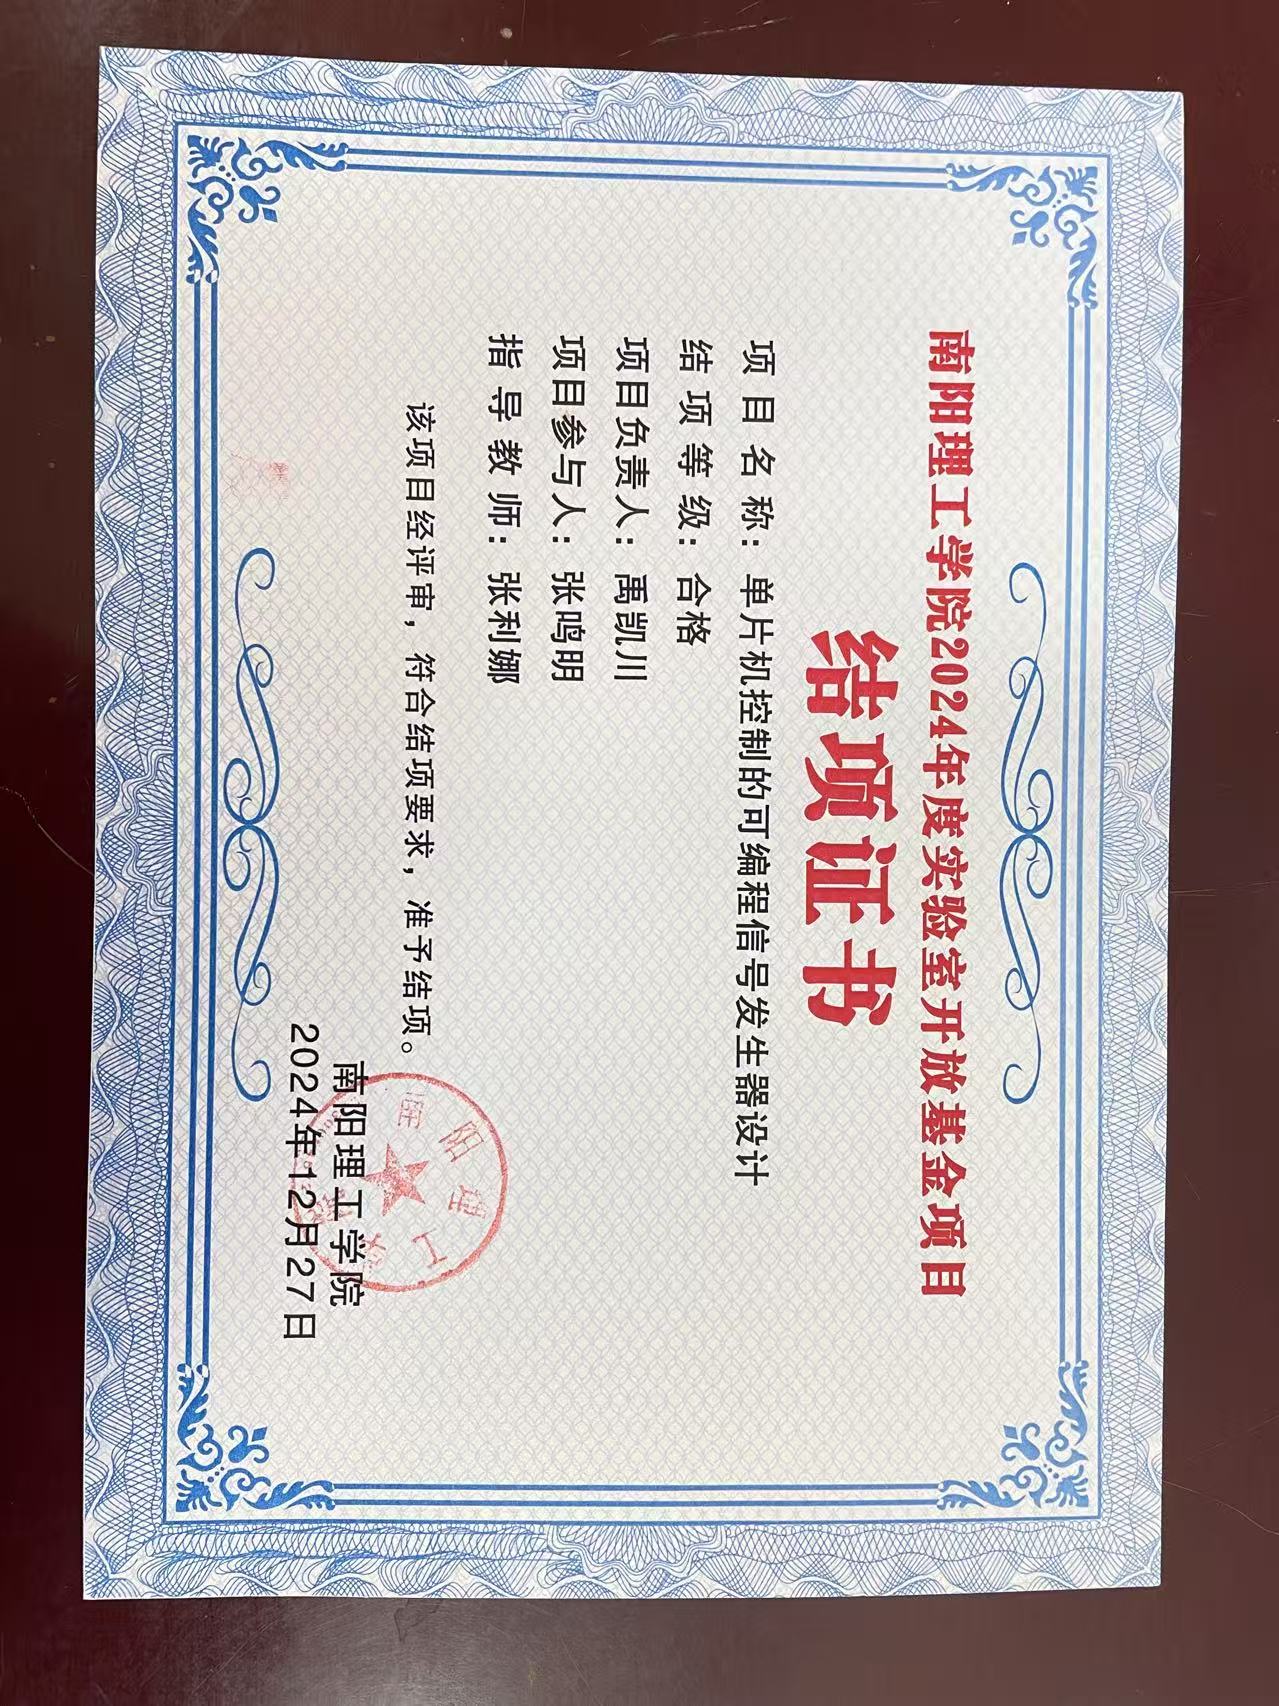 南阳理工学院2024年度实验室开放基金项目
结项证书
项目名称：单片机控制的可编程信号发生器设计
结项等级：合格
项目负责人：禹凯川
项目参与人：张鸣明
指导教师：张利娜
该项目经评审，符合结项要求，准予结项。
南阳理工学院
2024年12月27日
南阳理工学院